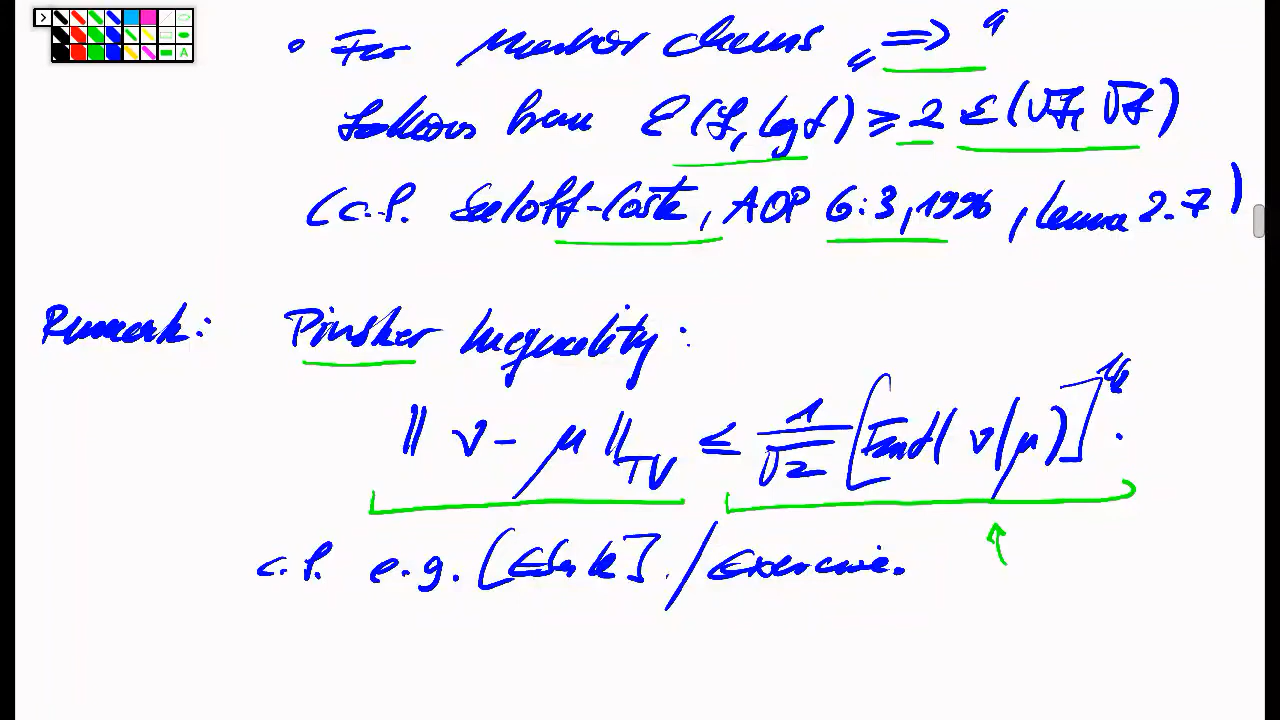 • For Markov chains "⇒"
follows from ℰ(f, log f) ≥ 2 ℰ(√f, √f)
(c.f. Saloff-Coste, AOP 6:3, 1996, Lemma 2.7)
Remark: Pinsker Inequality:
‖ν - μ‖_TV ≤ 1/√2 [Ent(ν|μ)]^{1/2}.
c.f. e.g. / Exercise.